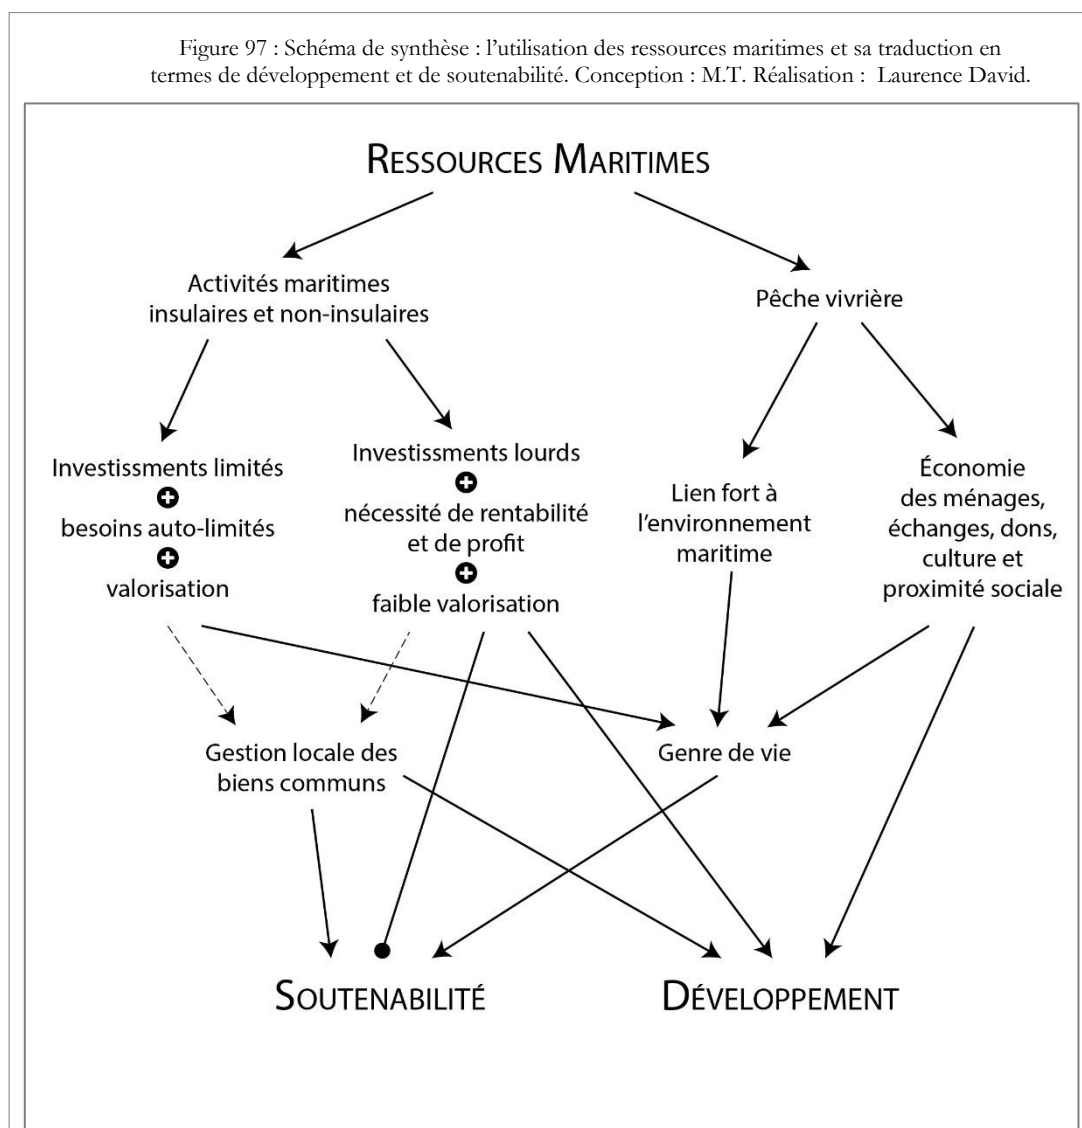 Figure 97 : Schéma de synthèse : l’utilisation des ressources maritimes et sa traduction en
termes de développement et de soutenabilité. Conception : M.T. Réalisation : Laurence David.
RESSOURCES MARITIMES
Activités maritimes
insulaires et non-insulaires
Pêche vivrière
Investissments limités
+
besoins auto-limités
+
valorisation
Investissments lourds
+
nécessité de rentabilité
et de profit
+
faible valorisation
Lien fort à
l’environnement
maritime
Économie
des ménages,
échanges, dons,
culture et
proximité sociale
Gestion locale des
biens communs
Genre de vie
SOUTENABILITÉ
DÉVELOPPEMENT